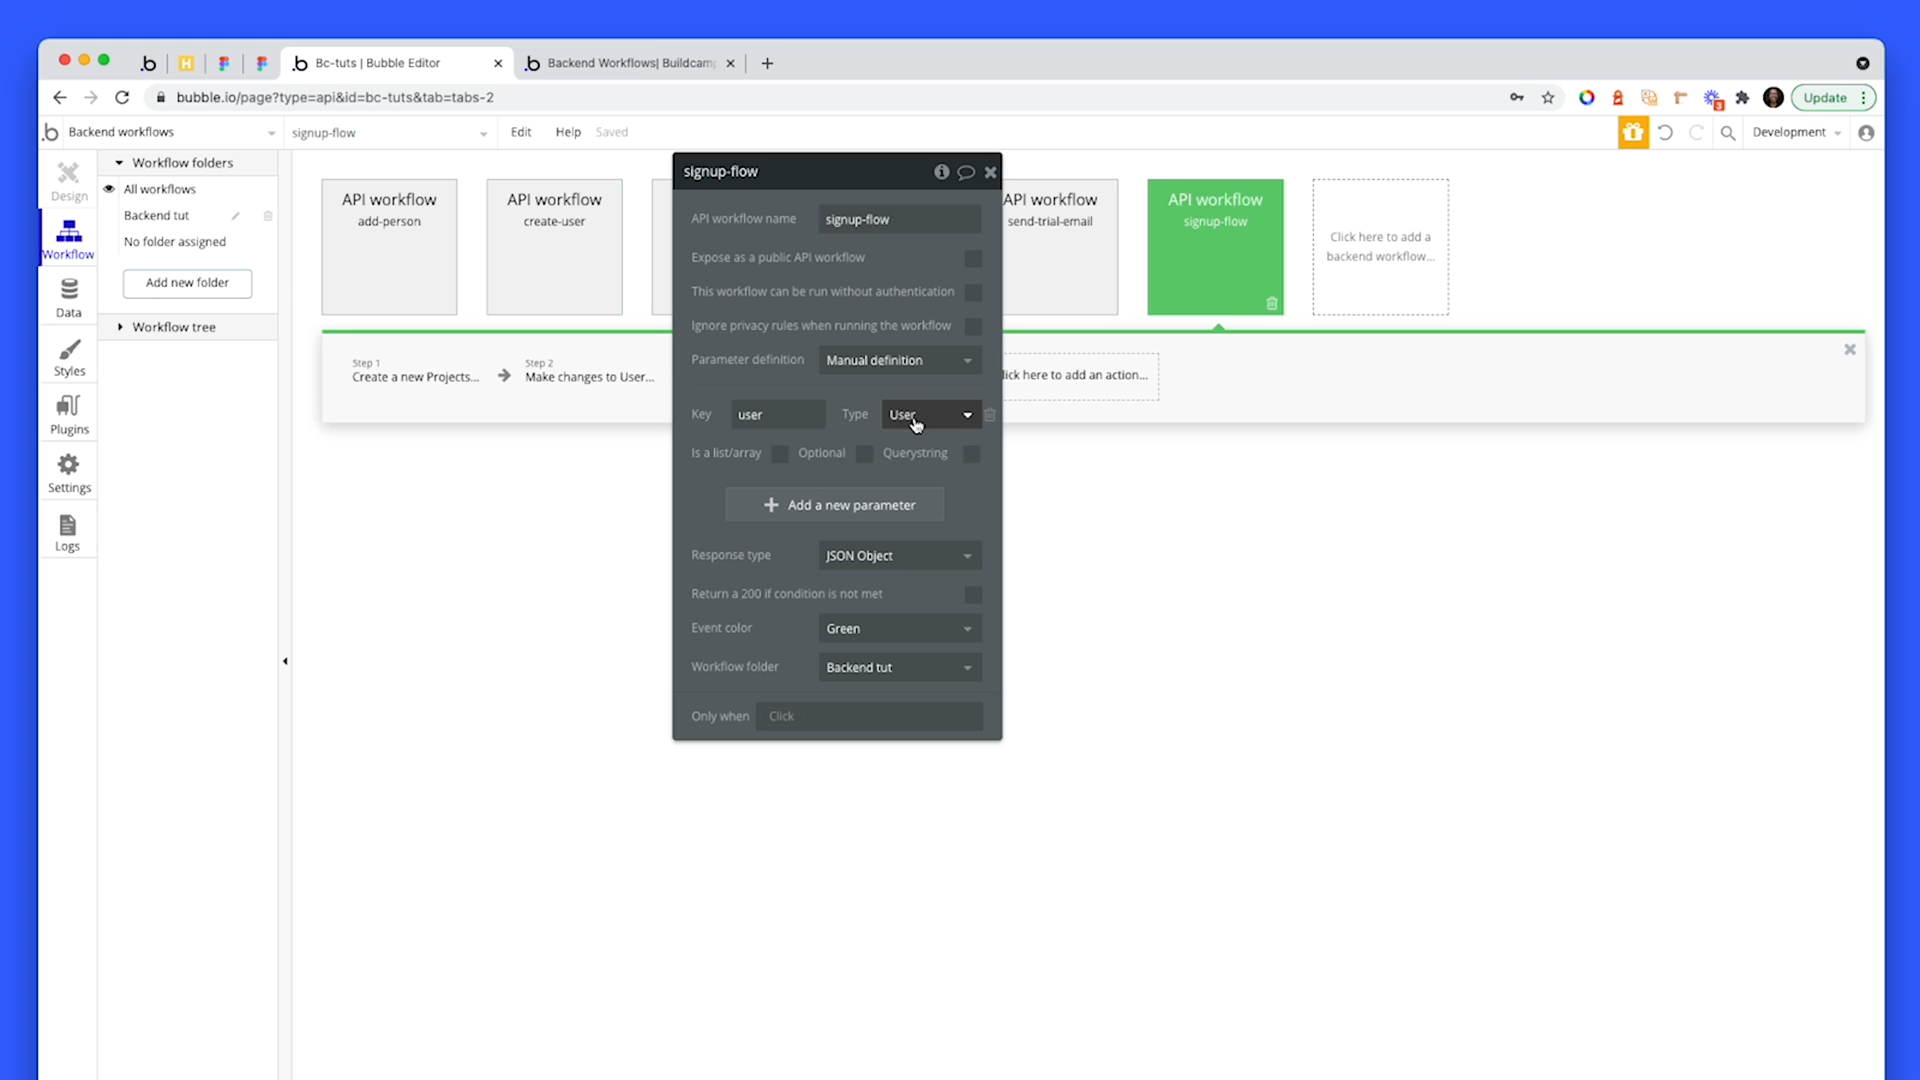 Bc-tuts | Bubble Editor
Backend Workflows| Buildcamp
bubble.io/page?type=api&id=bc-tuts&tab=tabs-2
Update
Backend workflows
signup-flow
Edit
Help
Saved
Development
Design
Workflow
Data
Styles
Plugins
Settings
Logs
Workflow folders
All workflows
Backend tut
No folder assigned
Add new folder
Workflow tree
API workflow
add-person
API workflow
create-user
API workflow
send-trial-email
API workflow
signup-flow
Click here to add a
backend workflow...
Step 1
Create a new Projects...
Step 2
Make changes to User...
lick here to add an action...
signup-flow
API workflow name
signup-flow
Expose as a public API workflow
This workflow can be run without authentication
Ignore privacy rules when running the workflow
Parameter definition
Manual definition
Key
user
Type
User
Is a list/array
Optional
Querystring
Add a new parameter
Response type
JSON Object
Return a 200 if condition is not met
Event color
Green
Workflow folder
Backend tut
Only when
Click